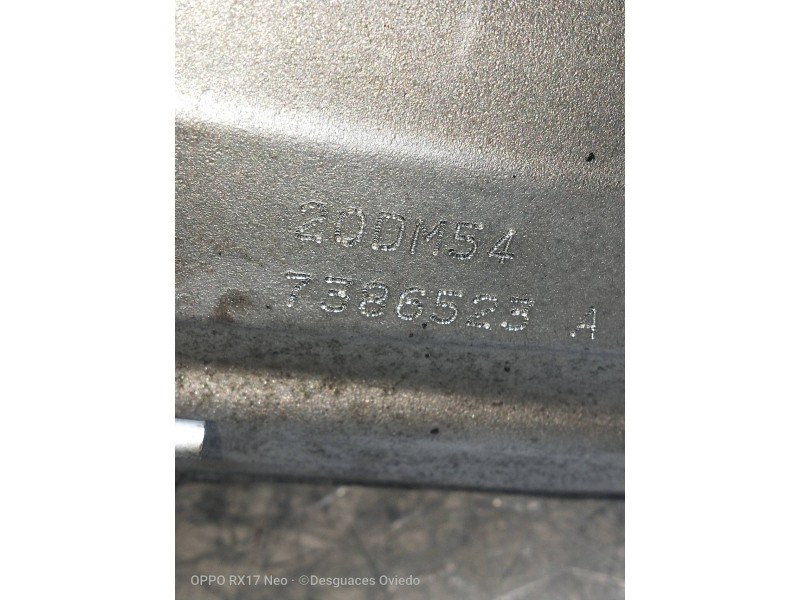 20DM54
7386523 A
OPPO RX17 Neo · ©Desguaces Oviedo